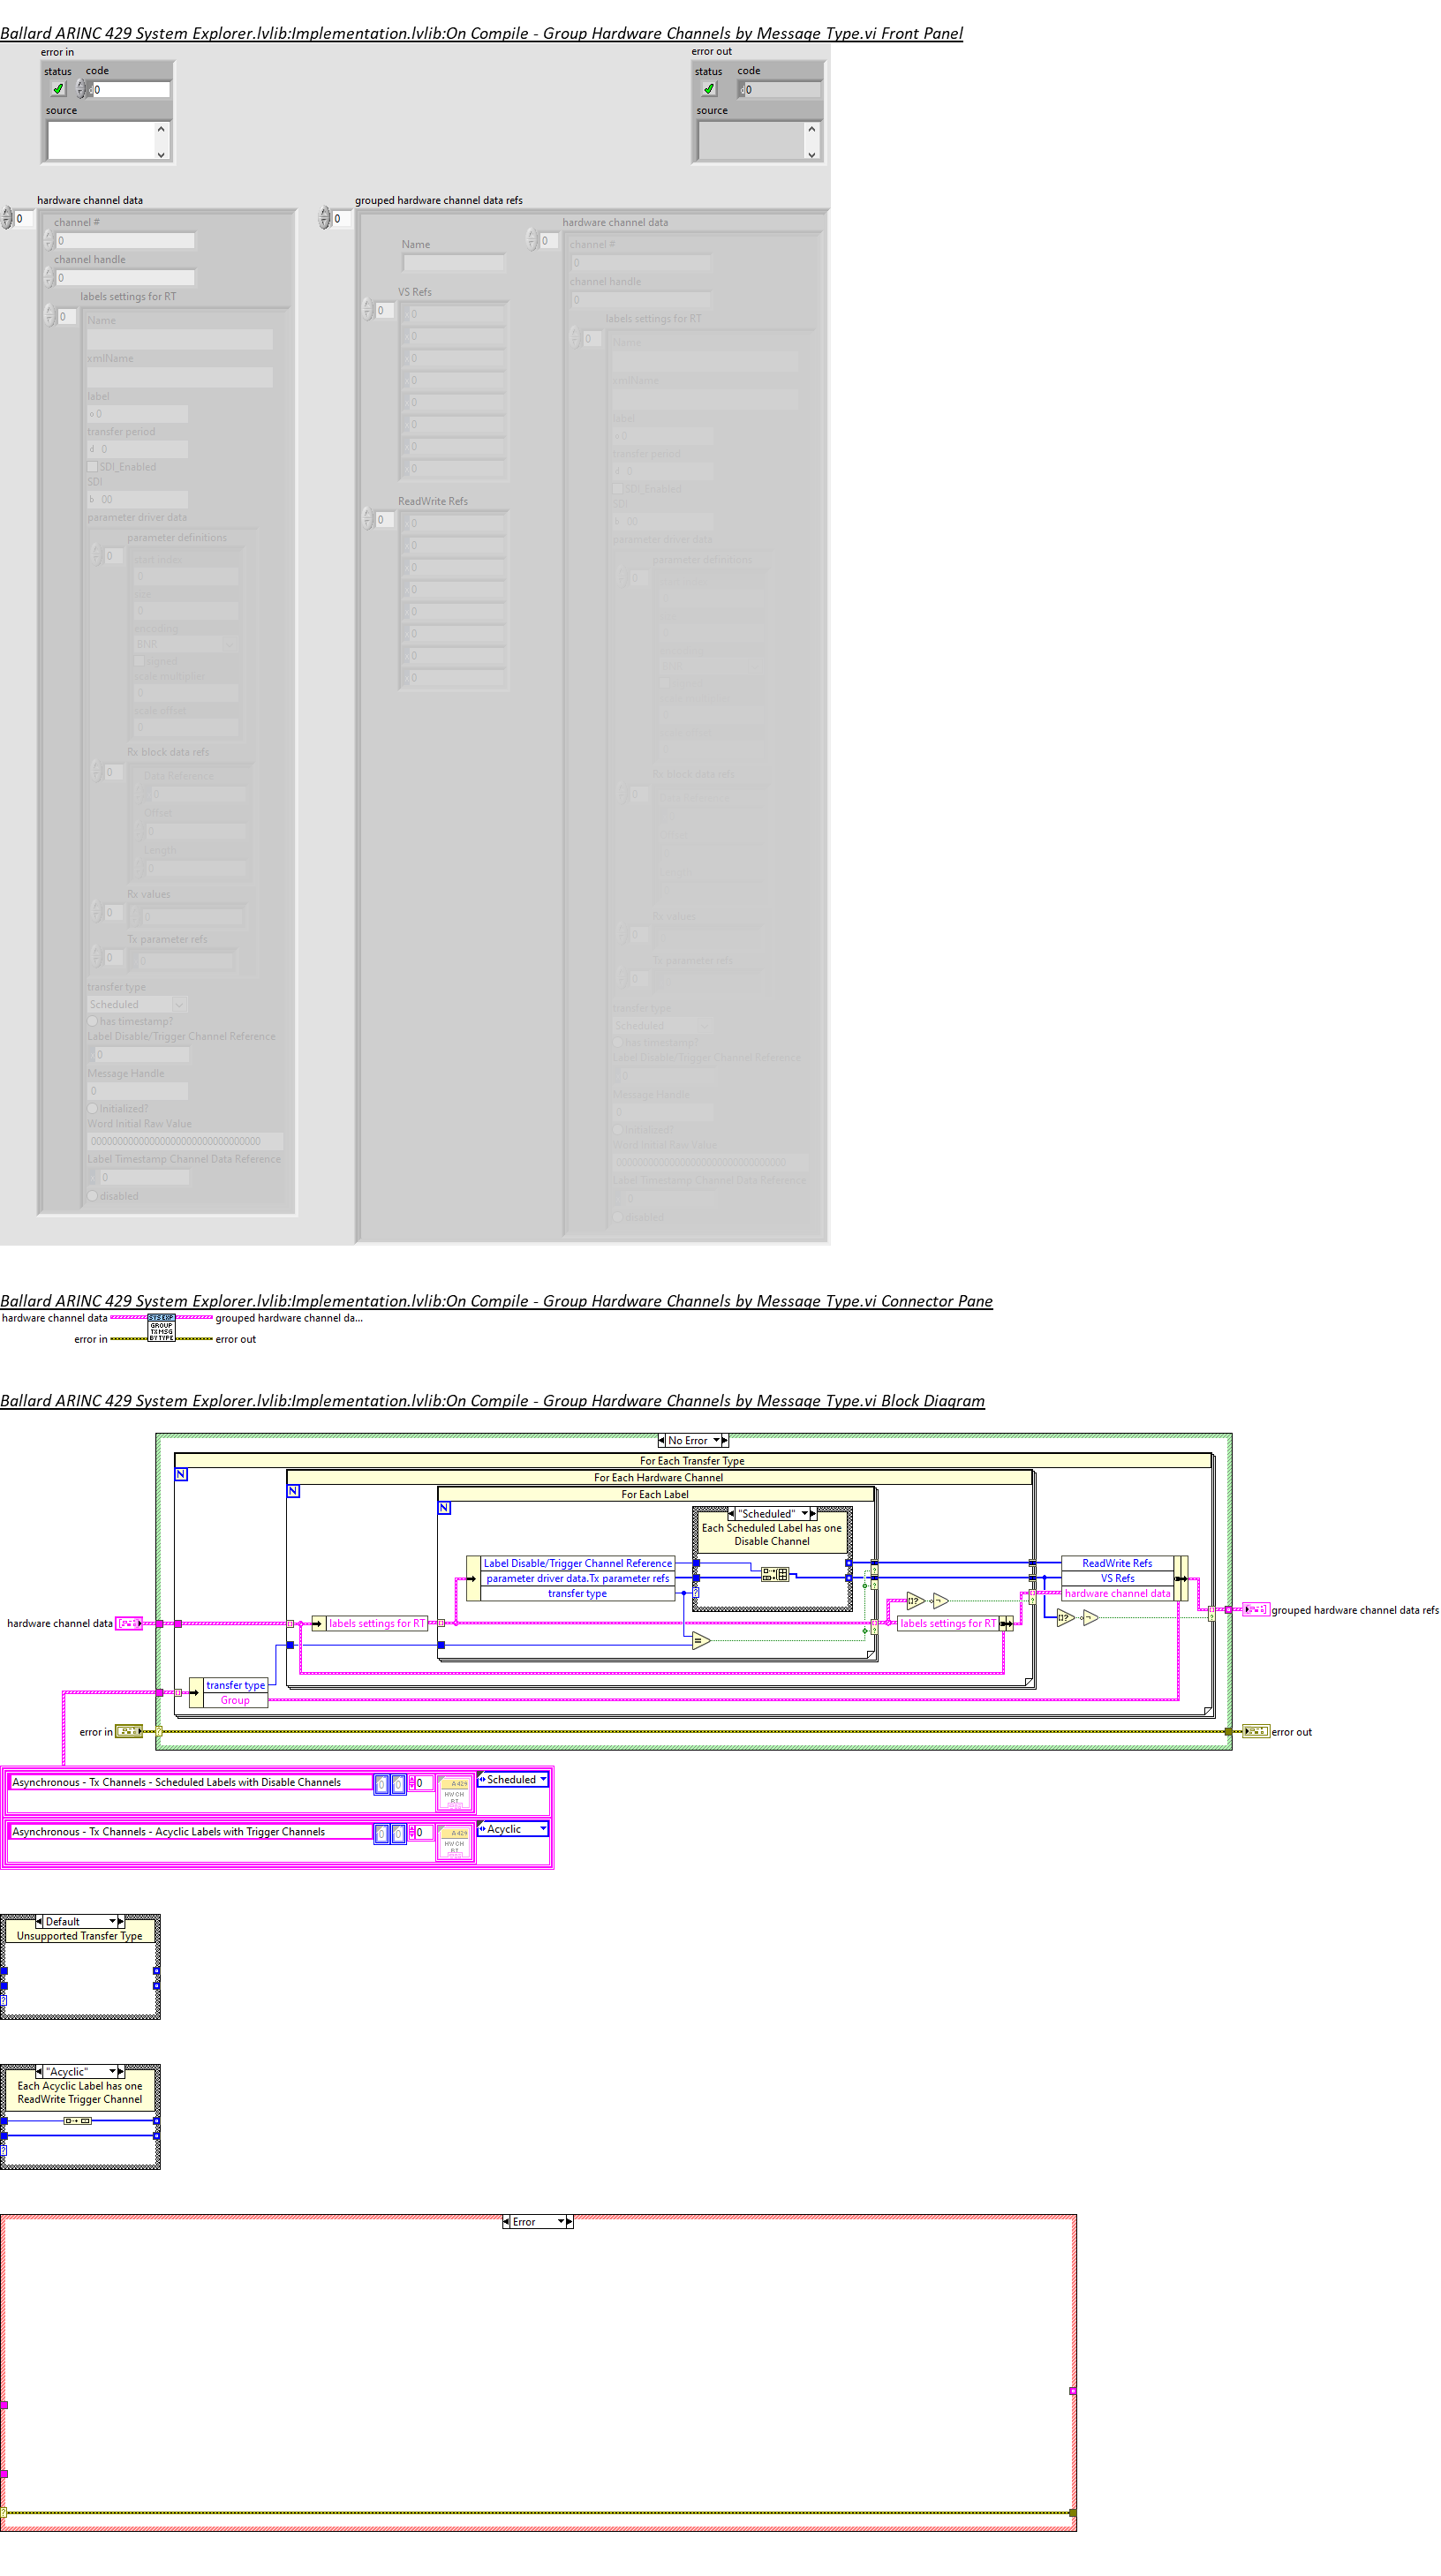 Ballard ARINC 429 System Explorer.lvlib:Implementation.lvlib:On Compile - Group Hardware Channels by Message Type.vi Front Panel
error in
status code
0
source
error out
status code
0
source
hardware channel data
0
channel #
0
channel handle
0
labels settings for RT
0
Name
xmlName
label
o 0
transfer period
d 0
SDI_Enabled
SDI
b 00
parameter driver data
parameter definitions
0
start index
0
size
0
encoding
BNR
signed
scale multiplier
0
scale offset
0
Rx block data refs
0
Data Reference
0
Offset
0
Length
0
Rx values
0
0
Tx parameter refs
0
0
transfer type
Scheduled
has timestamp?
Label Disable/Trigger Channel Reference
0
Message Handle
0
Initialized?
Word Initial Raw Value
00000000000000000000000000000000
Label Timestamp Channel Data Reference
0
disabled
grouped hardware channel data refs
0
Name
VS Refs
0
x 0
x 0
x 0
x 0
x 0
x 0
x 0
x 0
ReadWrite Refs
0
x 0
x 0
x 0
x 0
x 0
x 0
x 0
x 0
hardware channel data
0
channel #
0
channel handle
0
labels settings for RT
0
Name
xmlName
label
o 0
transfer period
d 0
SDI_Enabled
SDI
b 00
parameter driver data
parameter definitions
0
Rx block data refs
0
Rx values
0
Tx parameter refs
0
transfer type
Scheduled
has timestamp?
Label Disable/Trigger Channel Reference
0
Message Handle
0
Initialized?
Word Initial Raw Value
00000000000000000000000000000000
Label Timestamp Channel Data Reference
0
disabled
Ballard ARINC 429 System Explorer.lvlib:Implementation.lvlib:On Compile - Group Hardware Channels by Message Type.vi Connector Pane
hardware channel data
grouped hardware channel da...
error in
error out
SYS EXP
GROUP
TX MSG
BY TYPE
Ballard ARINC 429 System Explorer.lvlib:Implementation.lvlib:On Compile - Group Hardware Channels by Message Type.vi Block Diagram
No Error
For Each Transfer Type
N
For Each Hardware Channel
N
For Each Label
N
"Scheduled"
Each Scheduled Label has one
Disable Channel
Label Disable/Trigger Channel Reference
parameter driver data.Tx parameter refs
transfer type
ReadWrite Refs
VS Refs
hardware channel data
hardware channel data
labels settings for RT
labels settings for RT
grouped hardware channel data refs
transfer type
Group
error in
error out
Asynchronous - Tx Channels - Scheduled Labels with Disable Channels
0
0
0
A429
HW CH
RT
Scheduled
Asynchronous - Tx Channels - Acyclic Labels with Trigger Channels
0
0
0
A429
HW CH
RT
Acyclic
Default
Unsupported Transfer Type
"Acyclic"
Each Acyclic Label has one
ReadWrite Trigger Channel
Error